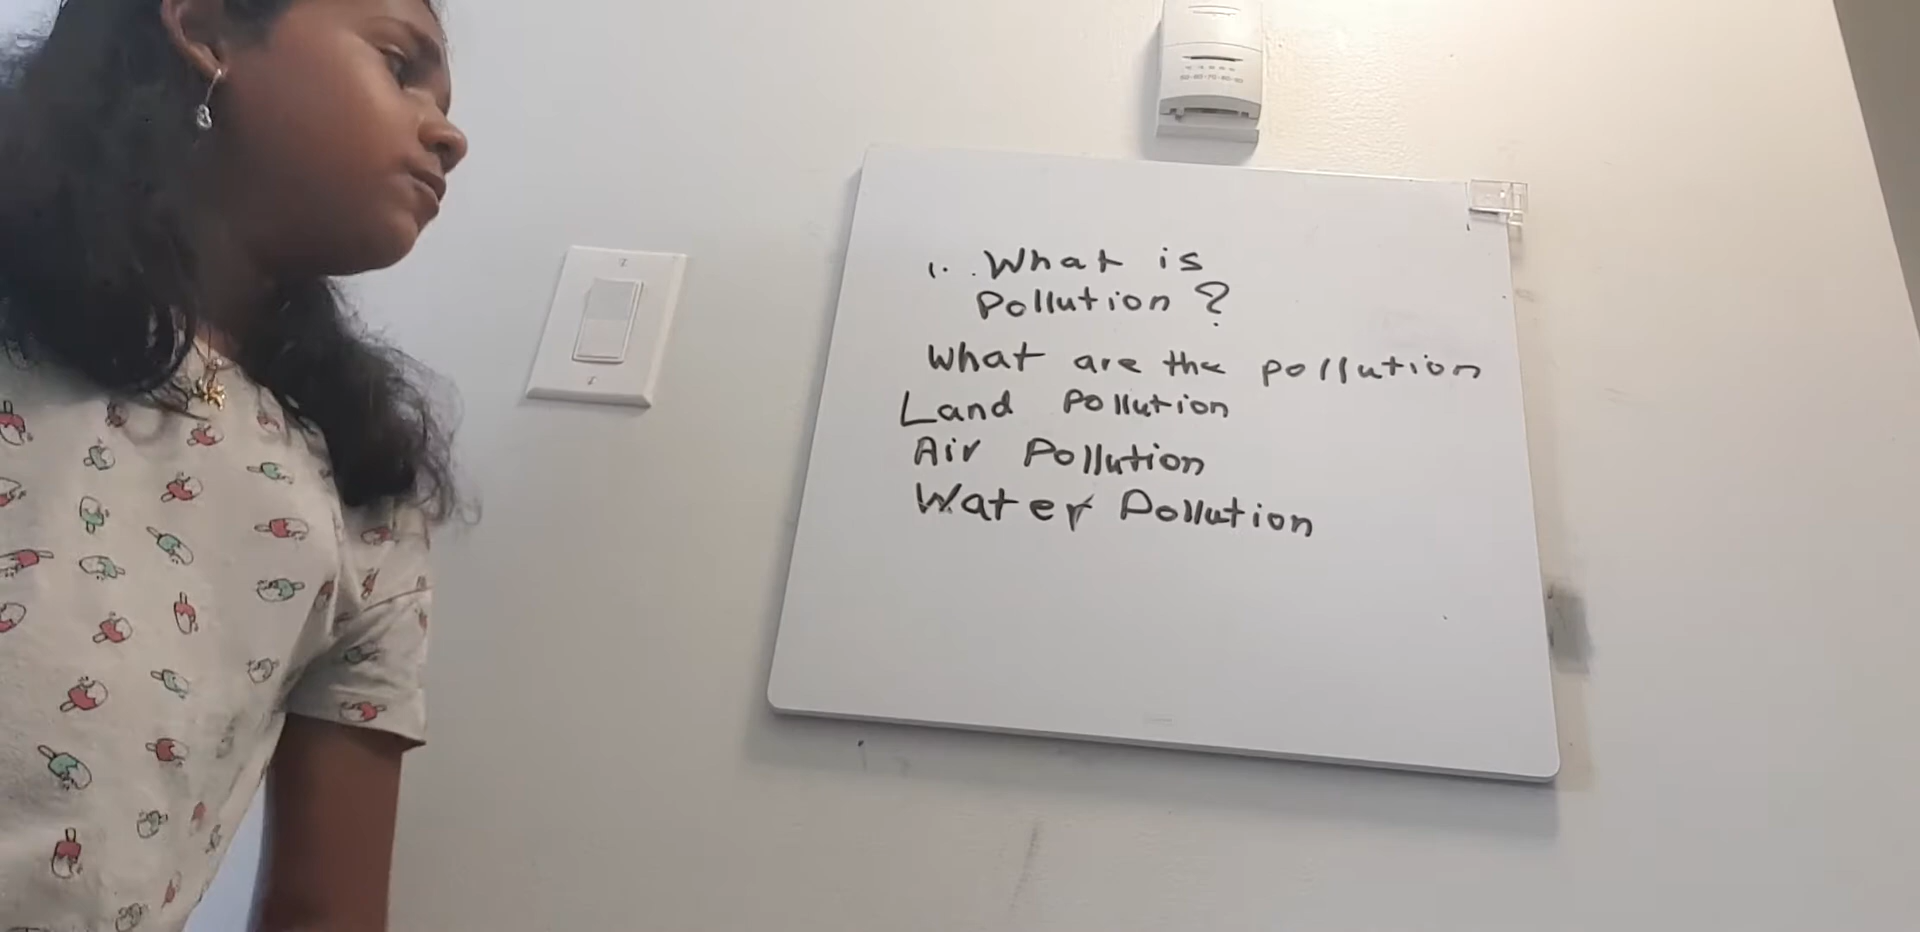 1. . What is
Pollution ?
What are the pollution
Land Pollution
Air Pollution
Water Pollution